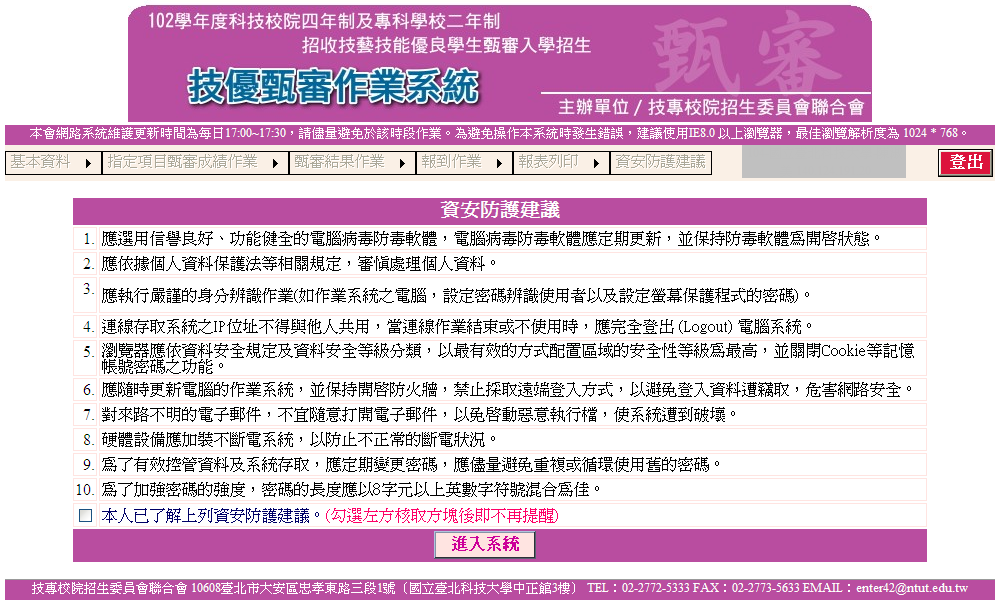 102學年度科技校院四年制及專科學校二年制
招收技藝技能優良學生甄審入學招生
甄審
技優甄審作業系統
主辦單位 / 技專校院招生委員會聯合會
本會網路系統維護更新時間為每日17:00~17:30，請儘量避免於該時段作業。為避免操作本系統時發生錯誤，建議使用IE8.0 以上瀏覽器，最佳瀏覽解析度為 1024 * 768。
基本資料 指定項目甄審成績作業 甄審結果作業 報到作業 報表列印 資安防護建議 登出
資安防護建議
1. 應選用信譽良好、功能健全的電腦病毒防毒軟體，電腦病毒防毒軟體應定期更新，並保持防毒軟體為開啓狀態。
2. 應依據個人資料保護法等相關規定，審慎處理個人資料。
3. 應執行嚴謹的身分辨識作業(如作業系統之電腦，設定密碼辨識使用者以及設定螢幕保護程式的密碼)。
4. 連線存取系統之IP位址不得與他人共用，當連線作業結束或不使用時，應完全登出 (Logout) 電腦系統。
5. 瀏覽器應依資料安全規定及資料安全等級分類，以最有效的方式配置區域的安全性等級為最高，並關閉Cookie等記憶
帳號密碼之功能。
6. 應隨時更新電腦的作業系統，並保持開啓防火牆，禁止採取遠端登入方式，以避免登入資料遭竊取，危害網路安全。
7. 對來路不明的電子郵件，不宜隨意打開電子郵件，以免啓動惡意執行檔，使系統遭到破壞。
8. 硬體設備應加裝不斷電系統，以防止不正常的斷電狀況。
9. 為了有效控管資料及系統存取，應定期變更密碼，應儘量避免重複或循環使用舊的密碼。
10. 為了加強密碼的強度，密碼的長度應以8字元以上英數字符號混合為佳。
本人已了解上列資安防護建議。(勾選左方核取方塊後即不再提醒)
進入系統
技專校院招生委員會聯合會 10608臺北市大安區忠孝東路三段1號〔國立臺北科技大學中正館3樓〕 TEL：02-2772-5333 FAX：02-2773-5633 EMAIL：enter42@ntut.edu.tw